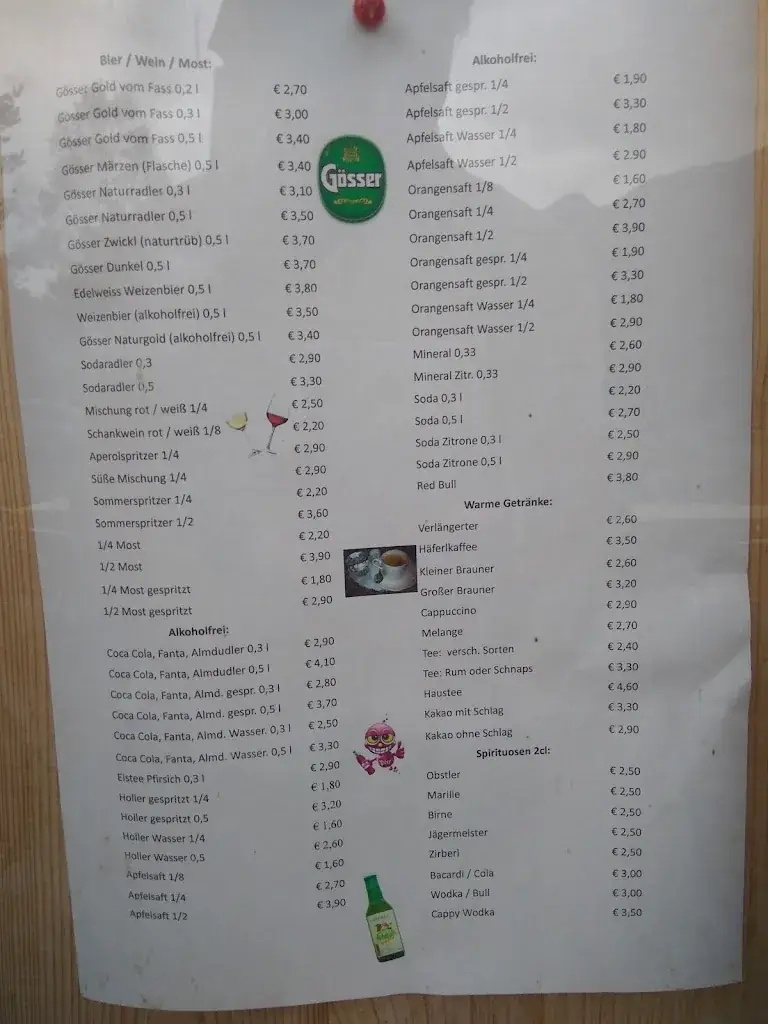 Bier / Wein / Most:
Gösser Gold vom Fass 0,2 l € 2,70
Gösser Gold vom Fass 0,3 l € 3,00
Gösser Gold vom Fass 0,5 l € 3,40
Gösser Märzen (Flasche) 0,5 l € 3,40
Gösser Naturradler 0,3 l € 3,10
Gösser Naturradler 0,5 l € 3,50
Gösser Zwickl (naturtrüb) 0,5 l € 3,70
Gösser Dunkel 0,5 l € 3,70
Edelweiss Weizenbier 0,5 l € 3,80
Weizenbier (alkoholfrei) 0,5 l € 3,50
Gösser Naturgold (alkoholfrei) 0,5 l € 3,40
Sodaradler 0,3 € 2,90
Sodaradler 0,5 € 3,30
Mischung rot / weiß 1/4 € 2,50
Schankwein rot / weiß 1/8 € 2,20
Aperolspritzer 1/4 € 2,90
Süße Mischung 1/4 € 2,90
Sommerspritzer 1/4 € 2,20
Sommerspritzer 1/2 € 3,60
1/4 Most € 2,20
1/2 Most € 3,90
1/4 Most gespritzt € 1,80
1/2 Most gespritzt € 2,90
Alkoholfrei:
Coca Cola, Fanta, Almdudler 0,3 l € 2,90
Coca Cola, Fanta, Almdudler 0,5 l € 4,10
Coca Cola, Fanta, Almd. gespr. 0,3 l € 2,80
Coca Cola, Fanta, Almd. gespr. 0,5 l € 3,70
Coca Cola, Fanta, Almd. Wasser. 0,3 l € 2,50
Coca Cola, Fanta, Almd. Wasser. 0,5 l € 3,30
Eistee Pfirsich 0,3 l € 2,90
Holler gespritzt 1/4 € 1,80
Holler gespritzt 0,5 € 3,20
Holler Wasser 1/4 € 1,60
Holler Wasser 0,5 € 2,60
Apfelsaft 1/8 € 1,60
Apfelsaft 1/4 € 2,70
Apfelsaft 1/2 € 3,90
Gösser
Alkoholfrei:
Apfelsaft gespr. 1/4 € 1,90
Apfelsaft gespr. 1/2 € 3,30
Apfelsaft Wasser 1/4 € 1,80
Apfelsaft Wasser 1/2 € 2.90
Orangensaft 1/8 € 1,60
Orangensaft 1/4 € 2,70
Orangensaft 1/2 € 3,90
Orangensaft gespr. 1/4 € 1,90
Orangensaft gespr. 1/2 € 3,30
Orangensaft Wasser 1/4 € 1,80
Orangensaft Wasser 1/2 € 2,90
Mineral 0,33 € 2,60
Mineral Zitr. 0,33 € 2,90
Soda 0,3 l € 2,20
Soda 0,5 l € 2,70
Soda Zitrone 0,3 l € 2,50
Soda Zitrone 0,5 l € 2,90
Red Bull € 3,80
Warme Getränke:
Verlängerter € 2,60
Häferlkaffee € 3,50
Kleiner Brauner € 2,60
Großer Brauner € 3,20
Cappuccino € 2,90
Melange € 2,70
Tee: versch. Sorten € 2,40
Tee: Rum oder Schnaps € 3,30
Haustee € 4,60
Kakao mit Schlag € 3,30
Kakao ohne Schlag € 2,90
Spirituosen 2cl:
Obstler € 2,50
Marille € 2,50
Birne € 2,50
Jägermeister € 2,50
Zirberl € 2,50
Bacardi / Cola € 3,00
Wodka / Bull € 3,00
Cappy Wodka € 3,50